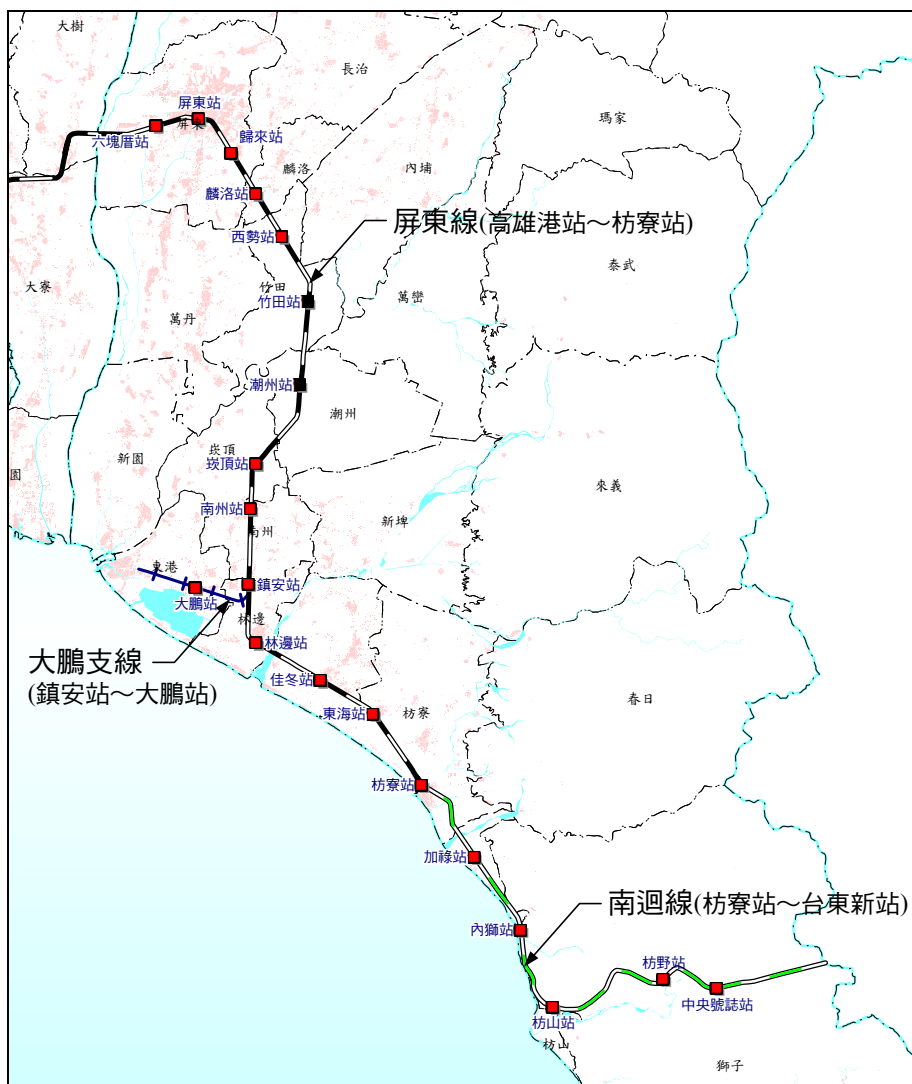 大樹
長治
屏東站
屏東
瑪家
六塊厝站
歸來站
麟洛
內埔
麟洛站
屏東線(高雄港站～枋寮站)
西勢站
泰武
大寮
竹田
萬巒
竹田站
萬丹
潮州站
潮州
崁頂
新園
崁頂站
園
來義
南州站
新埤
南州
東港
鎮安站
大鵬站
林邊
林邊站
大鵬支線
(鎮安站～大鵬站)
佳冬站
春日
東海站
枋寮
枋寮站
加祿站
南迴線(枋寮站～台東新站)
內獅站
枋野站
中央號誌站
枋山站
枋山
獅子